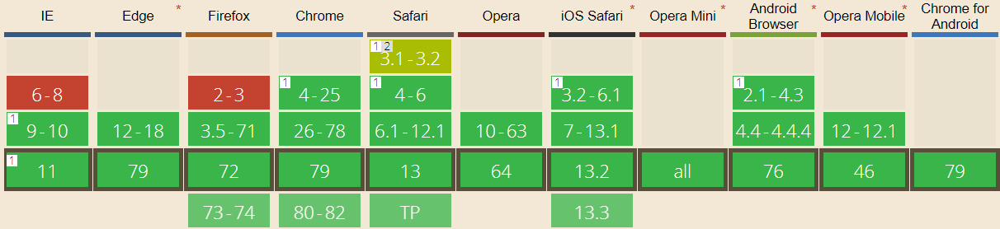 IE Edge * Firefox Chrome Safari Opera iOS Safari * Opera Mini * Android Browser * Opera Mobile * Chrome for Android
1 2 3.1-3.2
6-8 2-3 1 4-25 1 4-6 1 3.2-6.1 1 2.1-4.3
1 9-10 12-18 3.5-71 26-78 6.1-12.1 10-63 7-13.1 4.4-4.4.4 12-12.1
1 11 79 72 79 13 64 13.2 all 76 46 79
73-74 80-82 TP 13.3